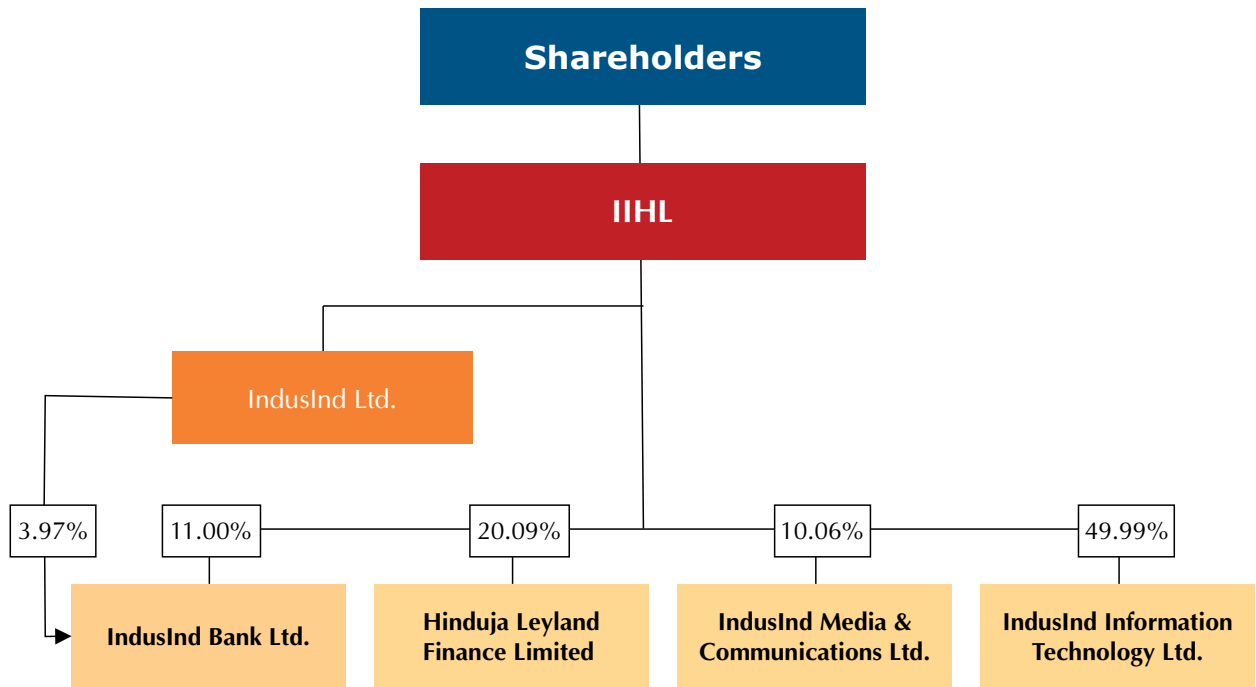 Shareholders
IIHL
IndusInd Ltd.
3.97%
11.00%
20.09%
10.06%
49.99%
IndusInd Bank Ltd.
Hinduja Leyland
Finance Limited
IndusInd Media &
Communications Ltd.
IndusInd Information
Technology Ltd.